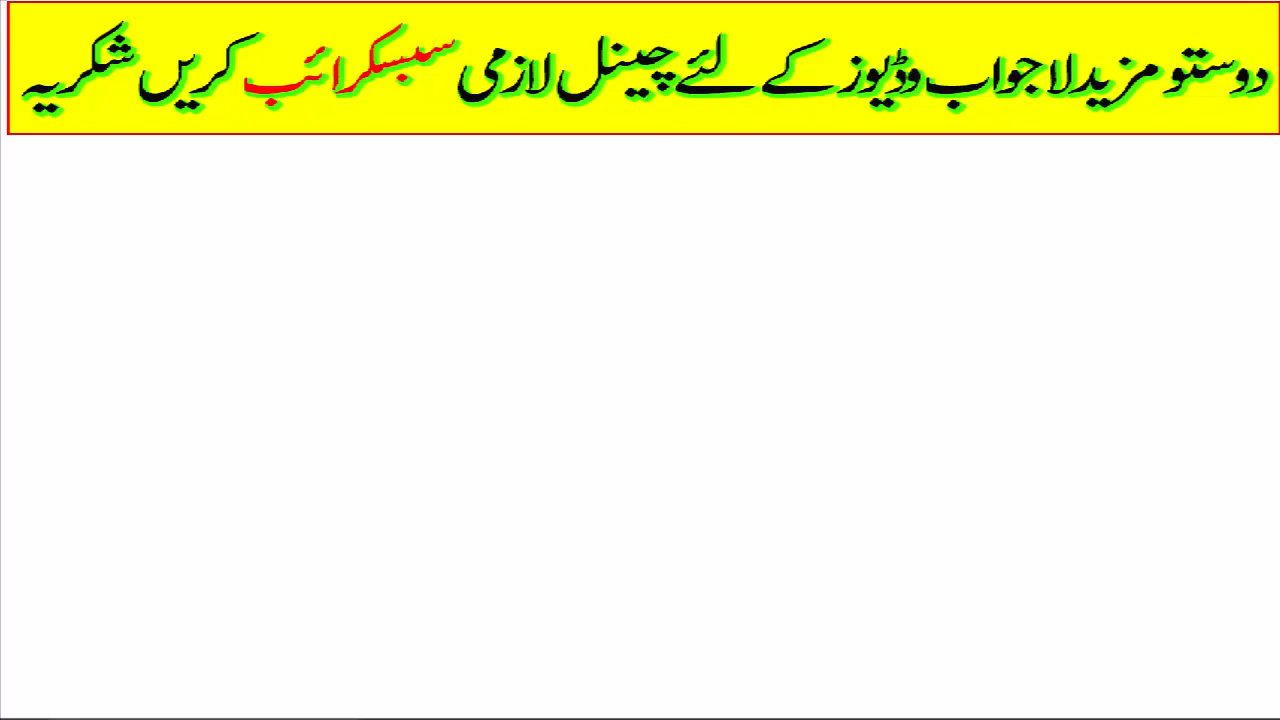 دوستو مزید لاجواب وڈیوز کے لئے چینل لازمی سبسکرائب کریں شکریہ